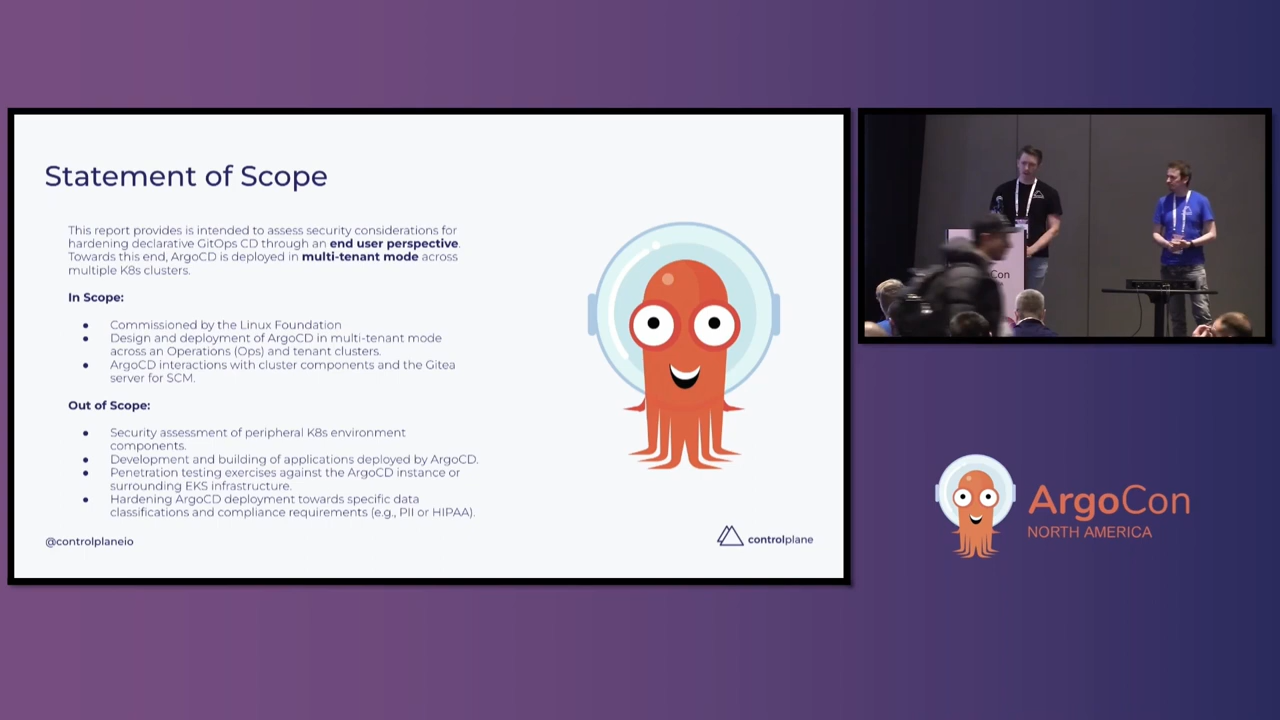 Statement of Scope
This report provides is intended to assess security considerations for
hardening declarative GitOps CD through an end user perspective.
Towards this end, ArgoCD is deployed in multi-tenant mode across
multiple K8s clusters.
In Scope:
● Commissioned by the Linux Foundation
● Design and deployment of ArgoCD in multi-tenant mode
across an Operations (Ops) and tenant clusters.
● ArgoCD interactions with cluster components and the Gitea
server for SCM.
Out of Scope:
● Security assessment of peripheral K8s environment
components.
● Development and building of applications deployed by ArgoCD.
● Penetration testing exercises against the ArgoCD instance or
surrounding EKS infrastructure.
● Hardening ArgoCD deployment towards specific data
classifications and compliance requirements (e.g., PII or HIPAA).
@controlplaneio
controlplane
Con
ArgoCon
NORTH AMERICA